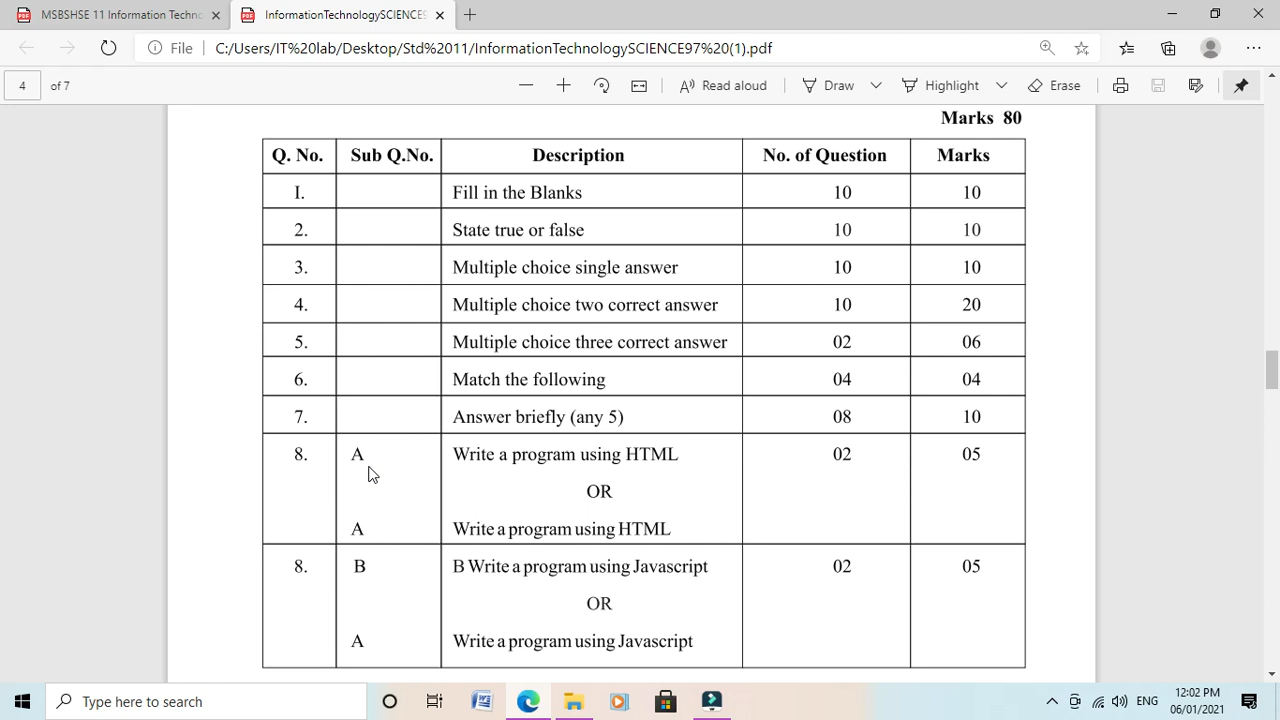 MSBSHSE 11 Information Techno
InformationTechnologySCIENCE9
File C:/Users/IT%20lab/Desktop/Std%2011/InformationTechnologySCIENCE97%20(1).pdf
4 of 7 Read aloud Draw Highlight Erase
Marks 80
Q. No. Sub Q.No. Description No. of Question Marks
I. Fill in the Blanks 10 10
2. State true or false 10 10
3. Multiple choice single answer 10 10
4. Multiple choice two correct answer 10 20
5. Multiple choice three correct answer 02 06
6. Match the following 04 04
7. Answer briefly (any 5) 08 10
8. A Write a program using HTML 02 05
OR
A Write a program using HTML
8. B B Write a program using Javascript 02 05
OR
A Write a program using Javascript
Type here to search
ENG
12:02 PM
06/01/2021